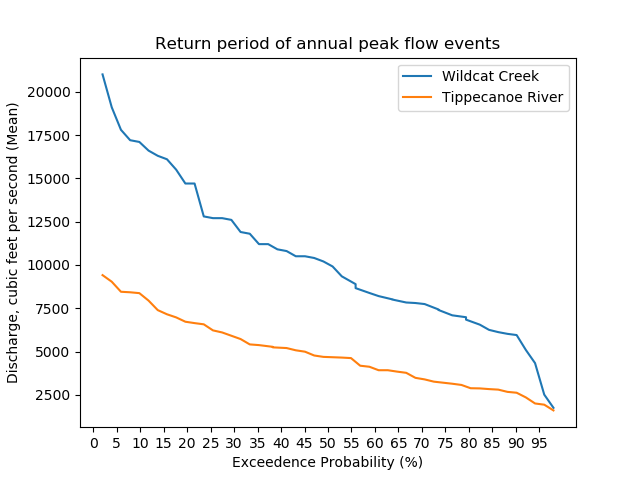 Return period of annual peak flow events
Wildcat Creek
Tippecanoe River
Discharge, cubic feet per second (Mean)
20000
17500
15000
12500
10000
7500
5000
2500
0 5 10 15 20 25 30 35 40 45 50 55 60 65 70 75 80 85 90 95
Exceedence Probability (%)